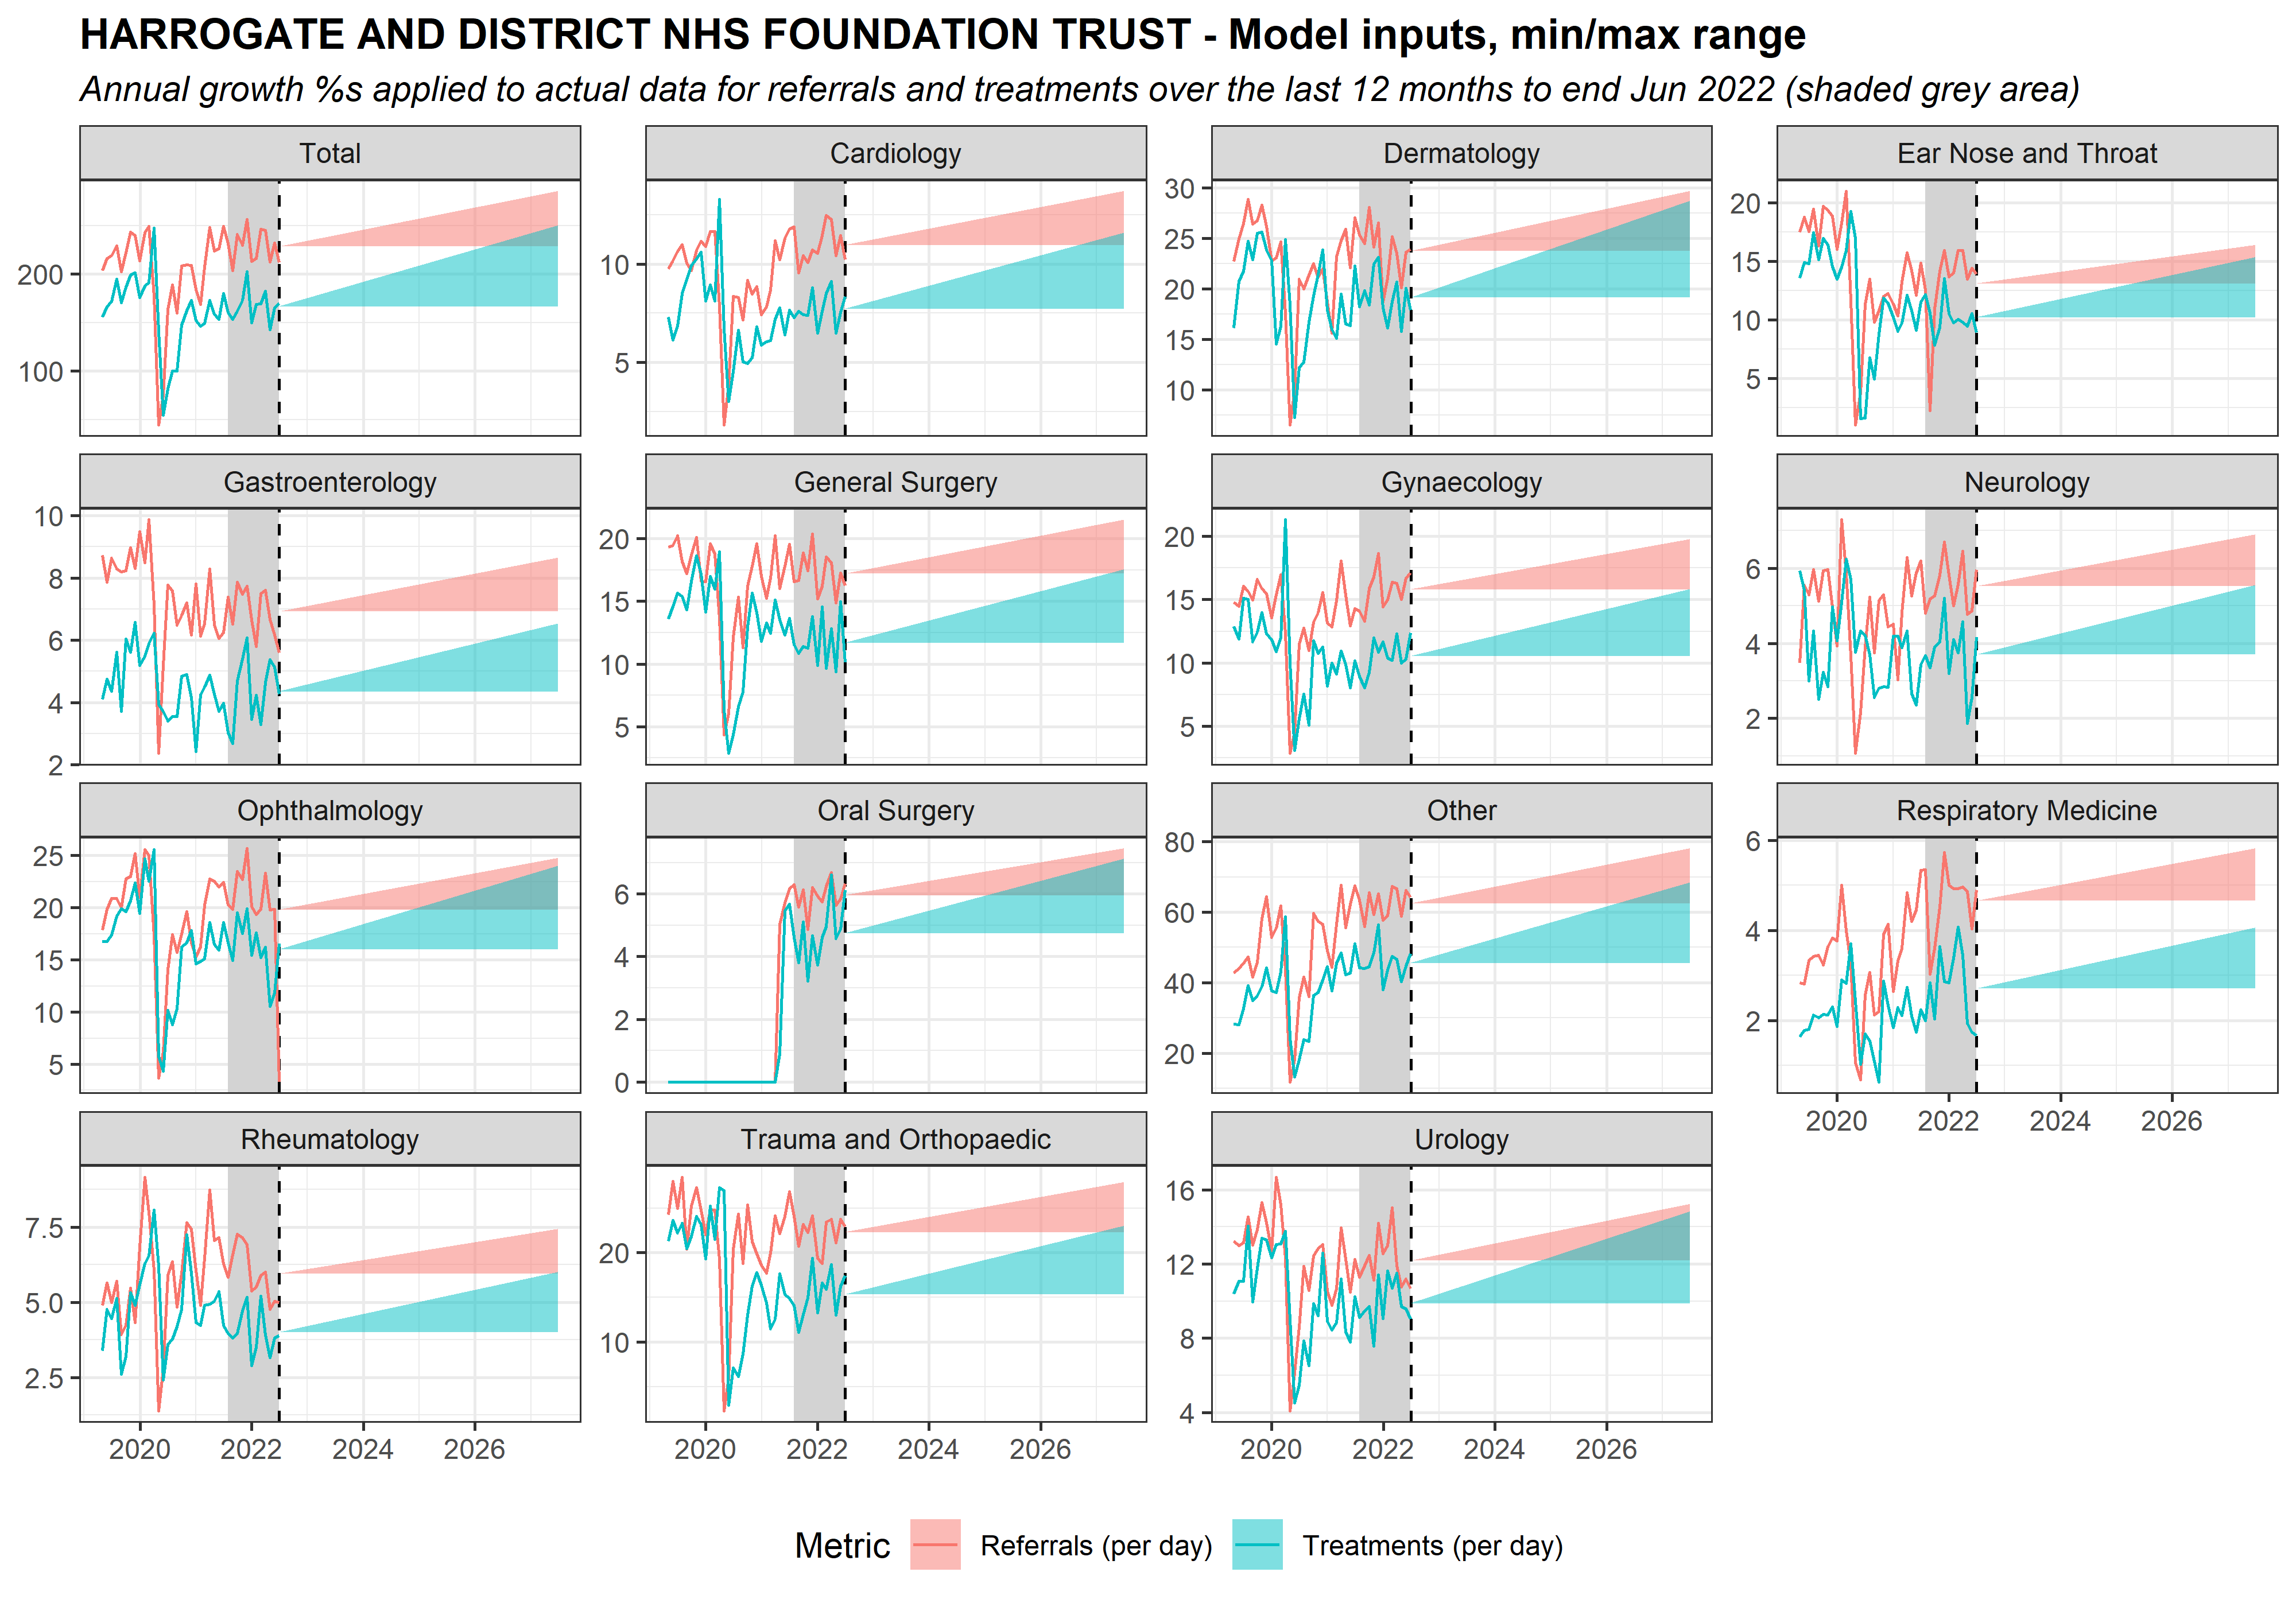 HARROGATE AND DISTRICT NHS FOUNDATION TRUST - Model inputs, min/max range
Annual growth %s applied to actual data for referrals and treatments over the last 12 months to end Jun 2022 (shaded grey area)
Total
Cardiology
Dermatology
Ear Nose and Throat
200
100
10
5
30
25
20
15
10
20
15
10
5
Gastroenterology
General Surgery
Gynaecology
Neurology
10
8
6
4
2
20
15
10
5
20
15
10
5
6
4
2
Ophthalmology
Oral Surgery
Other
Respiratory Medicine
25
20
15
10
5
6
4
2
0
80
60
40
20
6
4
2
2020 2022 2024 2026
Rheumatology
Trauma and Orthopaedic
Urology
7.5
5.0
2.5
20
10
16
12
8
4
2020 2022 2024 2026
2020 2022 2024 2026
2020 2022 2024 2026
Metric Referrals (per day) Treatments (per day)